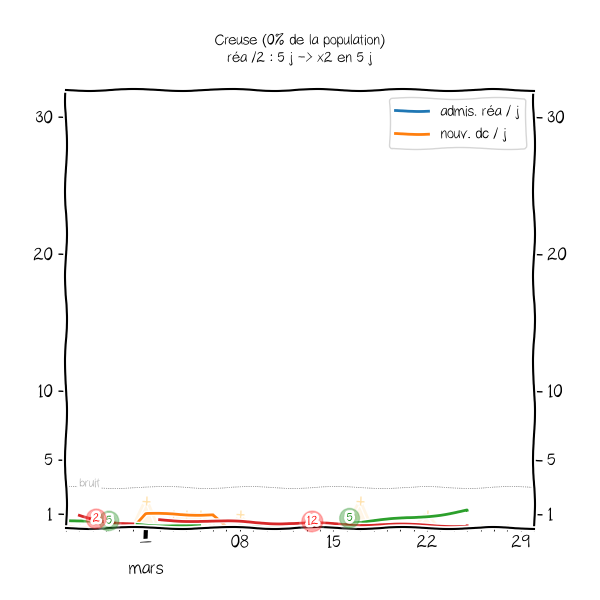 Creuse (0% de la population)
réa /2 : 5 j -> x2 en 5 j
admis. réa / j
nouv. dc / j
30 30
20 20
10 10
5 5
bruit
1 1
2 5 12 5
1 08 15 22 29
mars